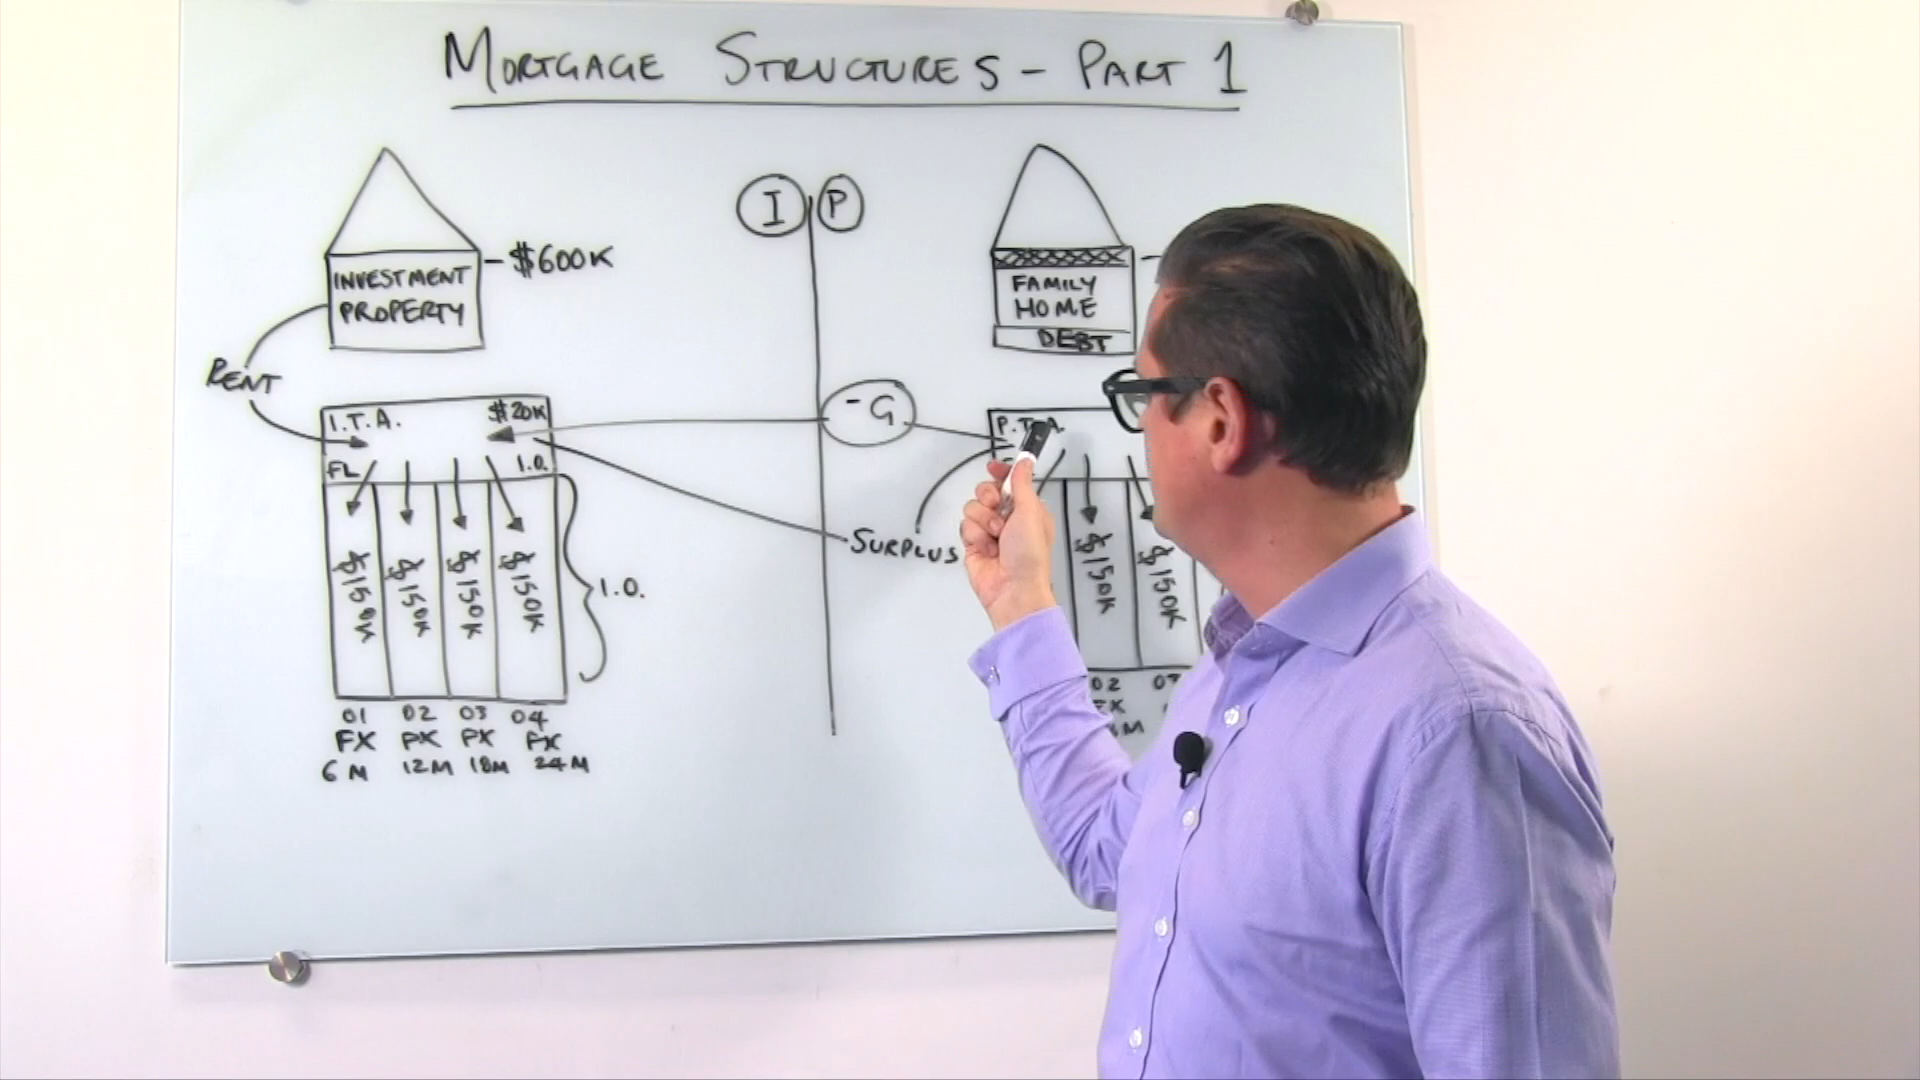 MORTGAGE STRUCTURES - PART 1
I P
INVESTMENT
PROPERTY
- $600K
FAMILY
HOME
DEBT
RENT
I.T.A. $20K
FL I.O.
-G
P.T.A.
SURPLUS
$150K $150K $150K $150K
I.O.
$150K $150K
01 02 03 04
FX FX FX FX
6M 12M 18M 24M
02